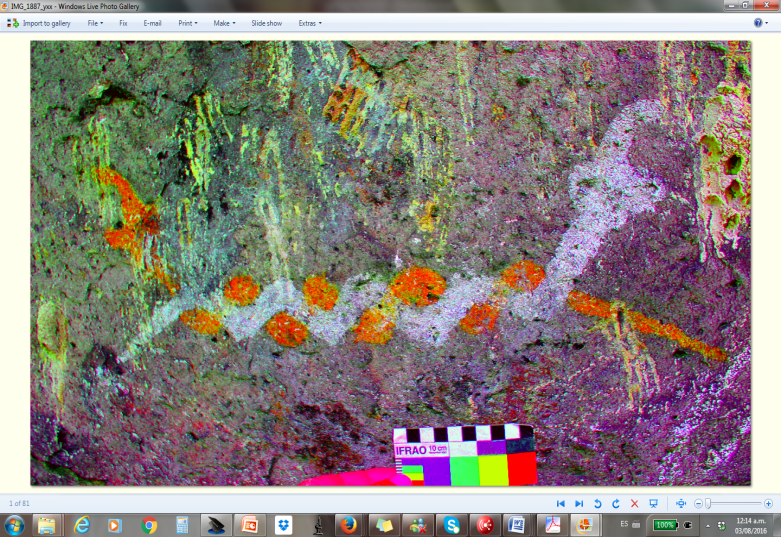 IMG_1887_yxx - Windows Live Photo Gallery
Import to gallery File Fix E-mail Print Make Slide show Extras
IFRAO 10 cm
1 of 81
ES 100% 12:14 a.m.
03/08/2016